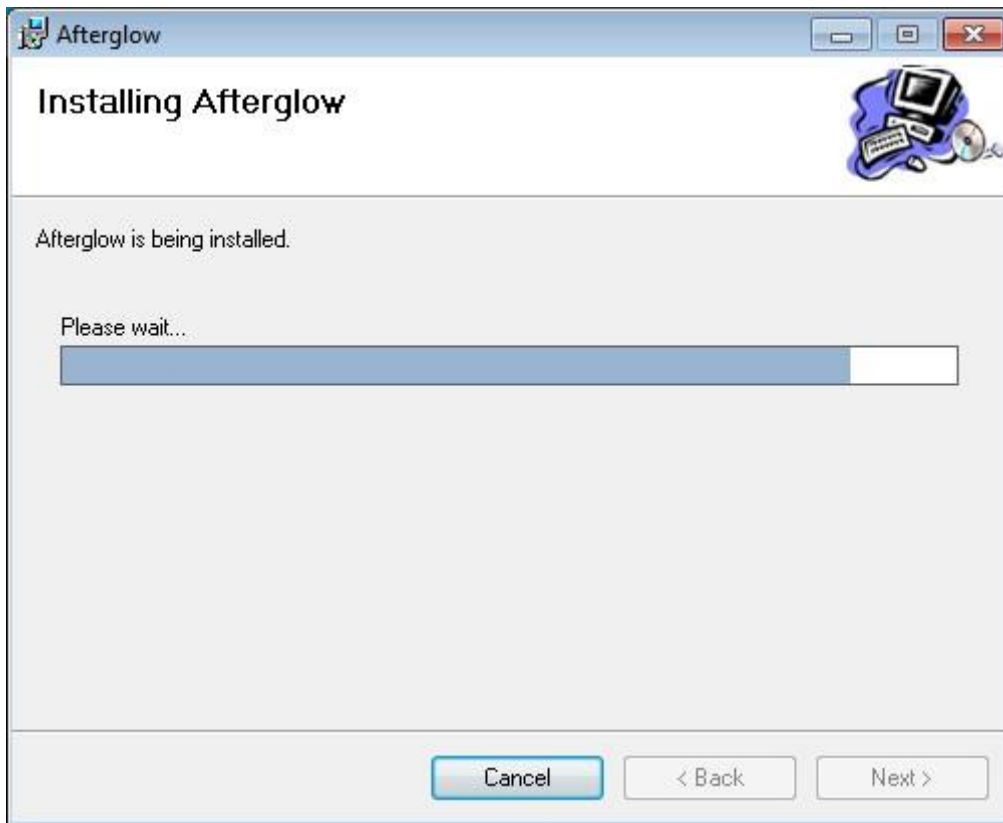 Afterglow
Installing Afterglow
Afterglow is being installed.
Please wait...
Cancel
< Back
Next >